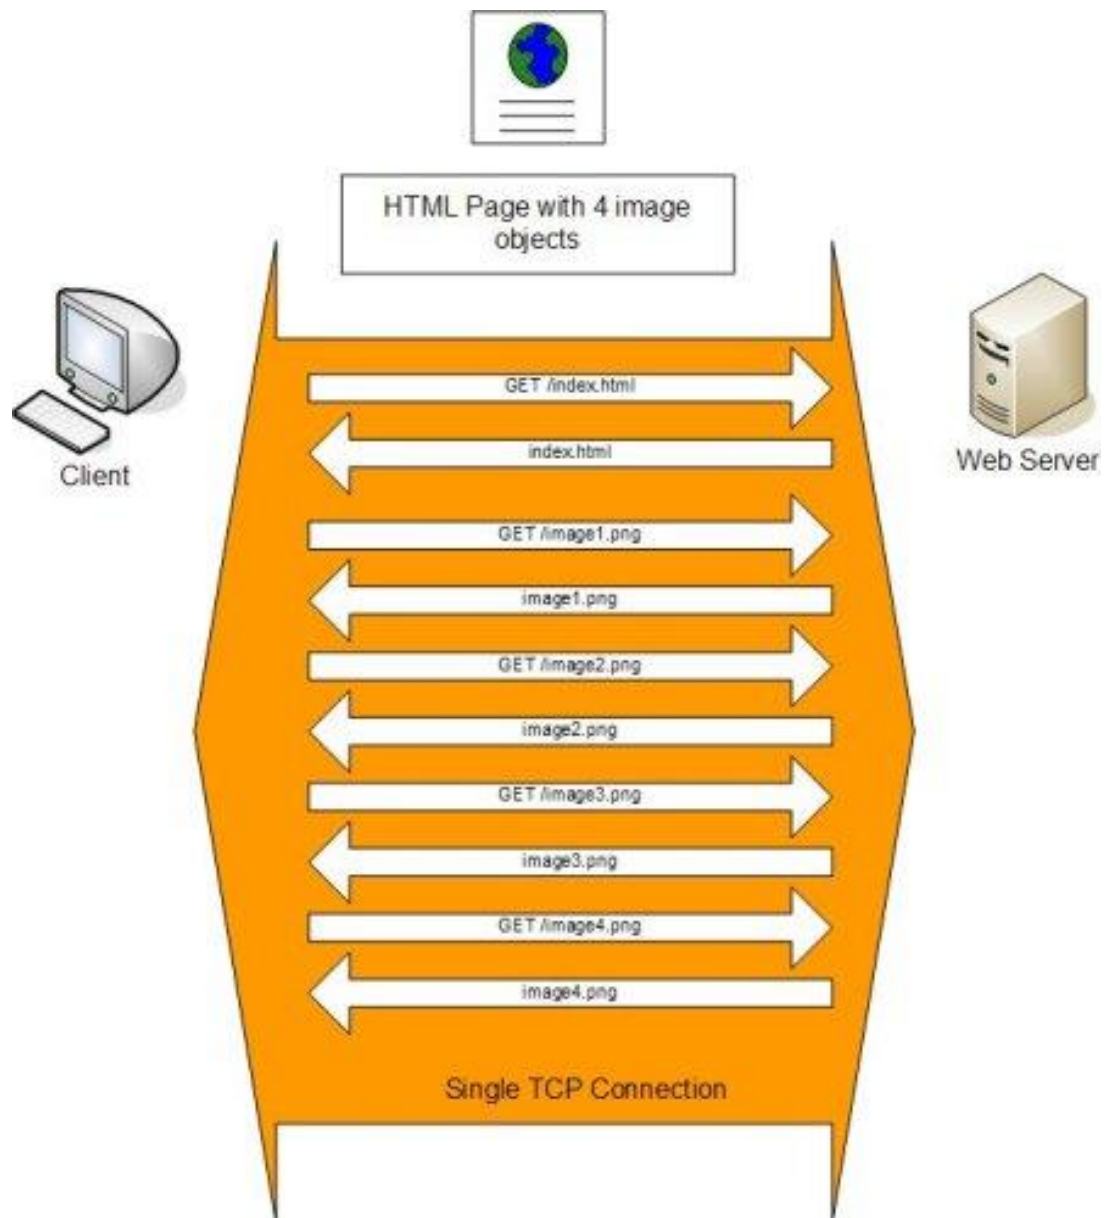 HTML Page with 4 image
objects
Client
Web Server
GET /index.html
index.html
GET /image1.png
image1.png
GET /image2.png
image2.png
GET /image3.png
image3.png
GET /image4.png
image4.png
Single TCP Connection